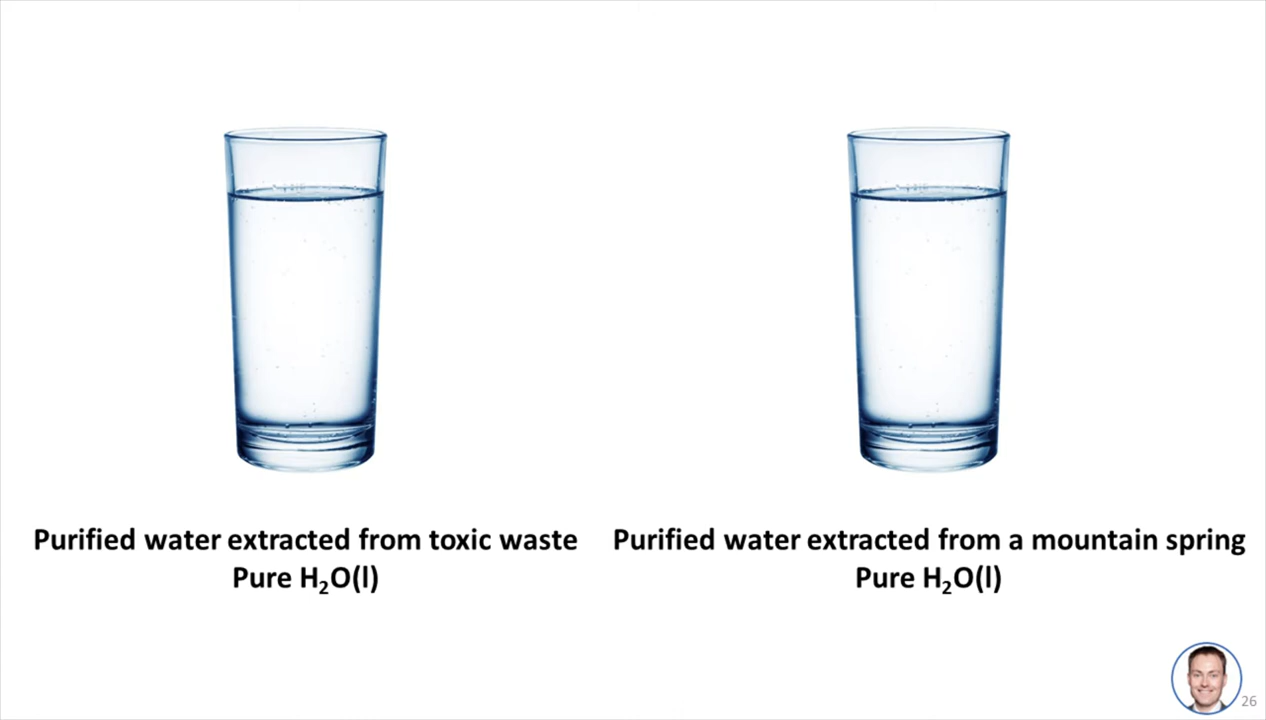 Purified water extracted from toxic waste
Pure H₂O(l)
Purified water extracted from a mountain spring
Pure H₂O(l)
26